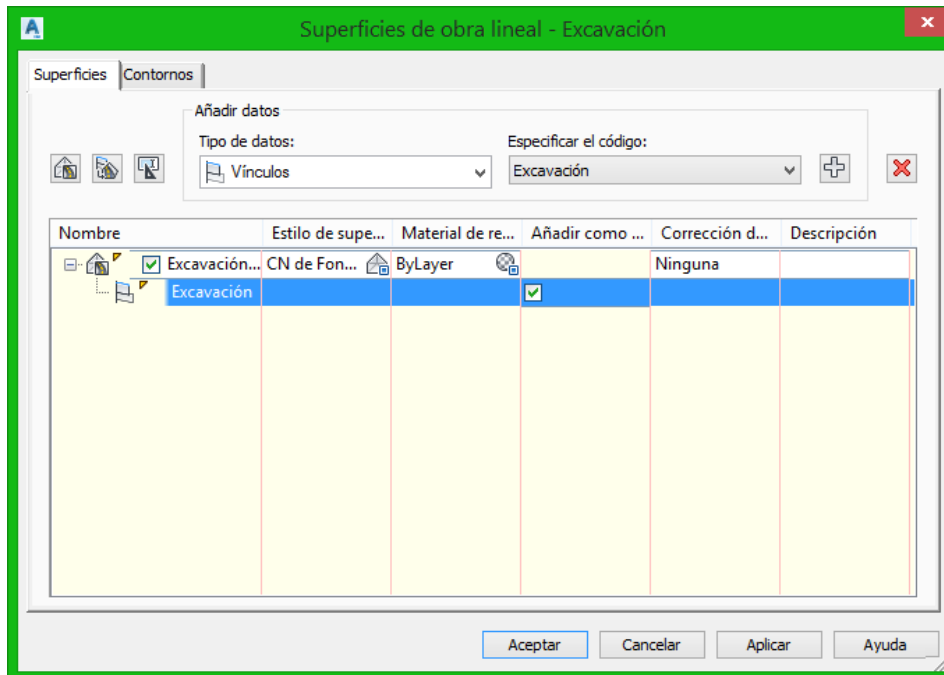 Superficies de obra lineal - Excavación
Superficies Contornos
Añadir datos
Tipo de datos: Especificar el código:
Vínculos Excavación
Nombre Estilo de supe... Material de re... Añadir como ... Corrección d... Descripción
Excavación... CN de Fon... ByLayer Ninguna
Excavación
Aceptar Cancelar Aplicar Ayuda